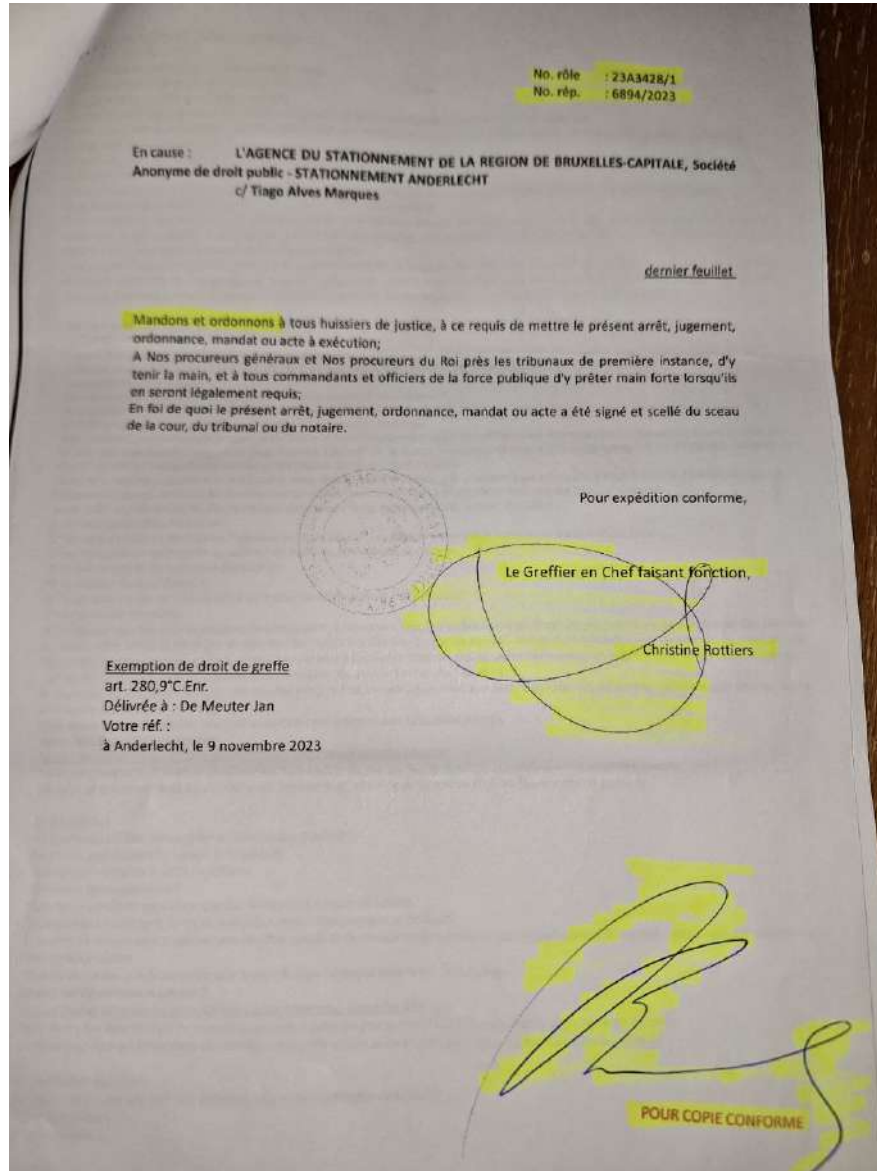 No. rôle : 23A3428/1
No. rép. : 6894/2023
En cause : L'AGENCE DU STATIONNEMENT DE LA REGION DE BRUXELLES-CAPITALE, Société
Anonyme de droit public - STATIONNEMENT ANDERLECHT
c/ Tiago Alves Marques
dernier feuillet
Mandons et ordonnons à tous huissiers de justice, à ce requis de mettre le présent arrêt, jugement,
ordonnance, mandat ou acte à exécution;
A Nos procureurs généraux et Nos procureurs du Roi près les tribunaux de première instance, d'y
tenir la main, et à tous commandants et officiers de la force publique d'y prêter main forte lorsqu'ils
en seront légalement requis;
En foi de quoi le présent arrêt, jugement, ordonnance, mandat ou acte a été signé et scellé du sceau
de la cour, du tribunal ou du notaire.
Pour expédition conforme,
Le Greffier en Chef faisant fonction,
Christine Rottiers
Exemption de droit de greffe
art. 280,9°C.Enr.
Délivrée à : De Meuter Jan
Votre réf. :
à Anderlecht, le 9 novembre 2023
POUR COPIE CONFORME